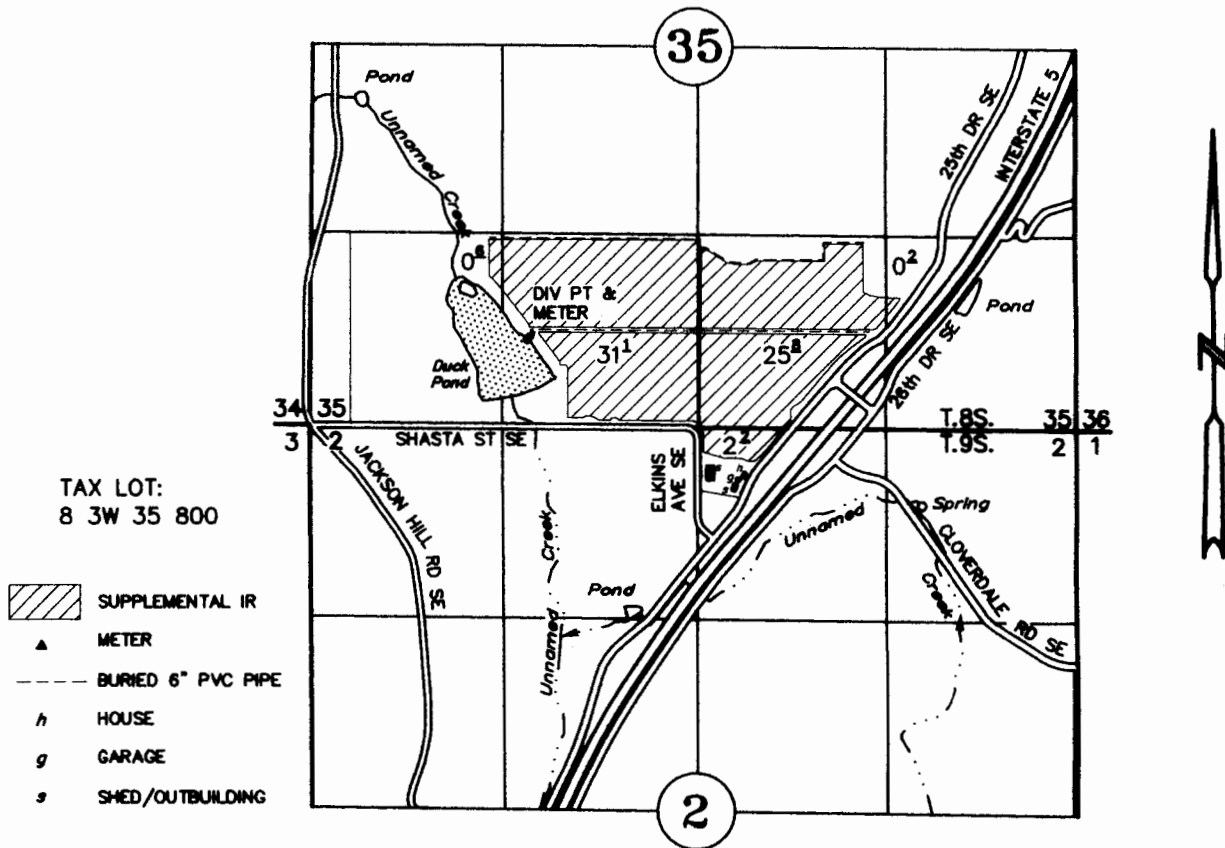 35
Pond
Unnamed Creek
25th DR SE
INTERSTATE 5
0⁶
0²
DIV PT &
METER
Pond
31¹
25⁸
26th DR SE
Duck
Pond
34 35
T.8S. 35 36
3 2
SHASTA ST SE
2²
T.9S. 2 1
JACKSON HILL RD SE
ELKINS
AVE SE
h
g
s
TAX LOT:
8 3W 35 800
Spring
Unnamed
Creek
CLOVERDALE RD SE
Unnamed Creek
Pond
SUPPLEMENTAL IR
METER
BURIED 6" PVC PIPE
h HOUSE
g GARAGE
s SHED/OUTBUILDING
2
N